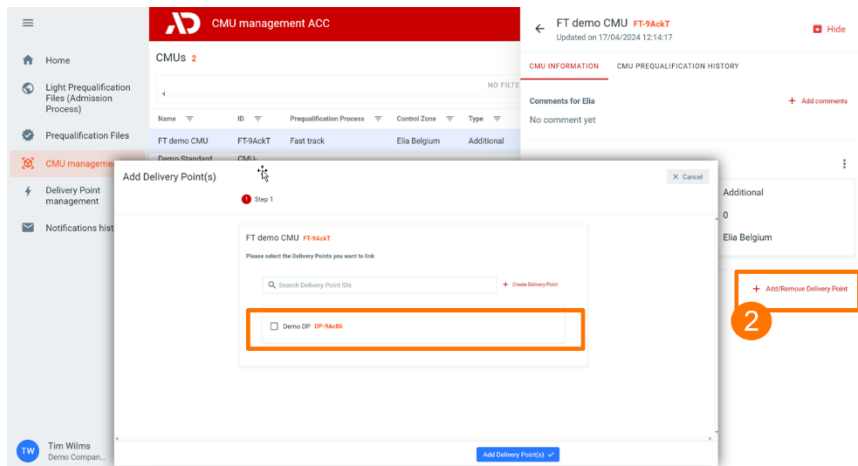 CMU management ACC
FT demo CMU FT-9AckT
Updated on 17/04/2024 12:14:17
Hide
Home
Light Prequalification
Files (Admission
Process)
Prequalification Files
CMU manageme
Delivery Point
management
Notifications hist
CMUs 2
NO FILTE
Name
ID
Prequalification Process
Control Zone
Type
FT demo CMU
FT-9AckT
Fast track
Elia Belgium
Additional
Demo Standard
CMU-
CMU INFORMATION
CMU PREQUALIFICATION HISTORY
Comments for Elia
+ Add comments
No comment yet
Additional
0
Elia Belgium
+ Add/Remove Delivery Point
2
Add Delivery Point(s)
× Cancel
1 Step 1
FT demo CMU FT-9AckT
Please select the Delivery Points you want to link
Search Delivery Point IDs
+ Create Delivery Point
Demo DP DP-9Ac86
Add Delivery Point(s) ✓
TW
Tim Wilms
Demo Compan...